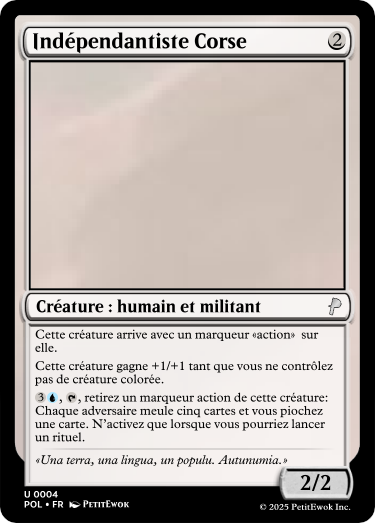 Indépendantiste Corse 2
Créature : humain et militant
Cette créature arrive avec un marqueur «action» sur
elle.
Cette créature gagne +1/+1 tant que vous ne contrôlez
pas de créature colorée.
3, , retirez un marqueur action de cette créature:
Chaque adversaire meule cinq cartes et vous piochez
une carte. N’activez que lorsque vous pourriez lancer
un rituel.
«Una terra, una lingua, un populu. Autunumia.»
2/2
U 0004
POL • FR PetitEwok
© 2025 PetitEwok Inc.